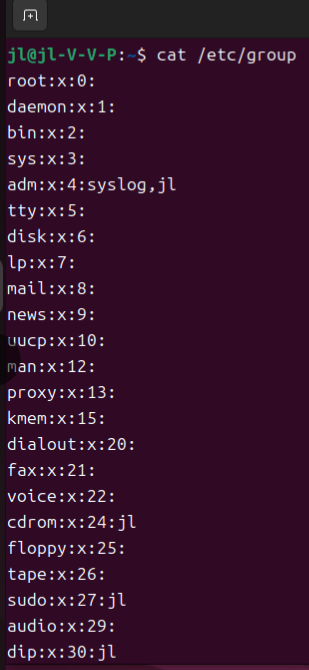 jl@jl-V-V-P:~$ cat /etc/group
root:x:0:
daemon:x:1:
bin:x:2:
sys:x:3:
adm:x:4:syslog,jl
tty:x:5:
disk:x:6:
lp:x:7:
mail:x:8:
news:x:9:
uucp:x:10:
man:x:12:
proxy:x:13:
kmem:x:15:
dialout:x:20:
fax:x:21:
voice:x:22:
cdrom:x:24:jl
floppy:x:25:
tape:x:26:
sudo:x:27:jl
audio:x:29:
dip:x:30:jl